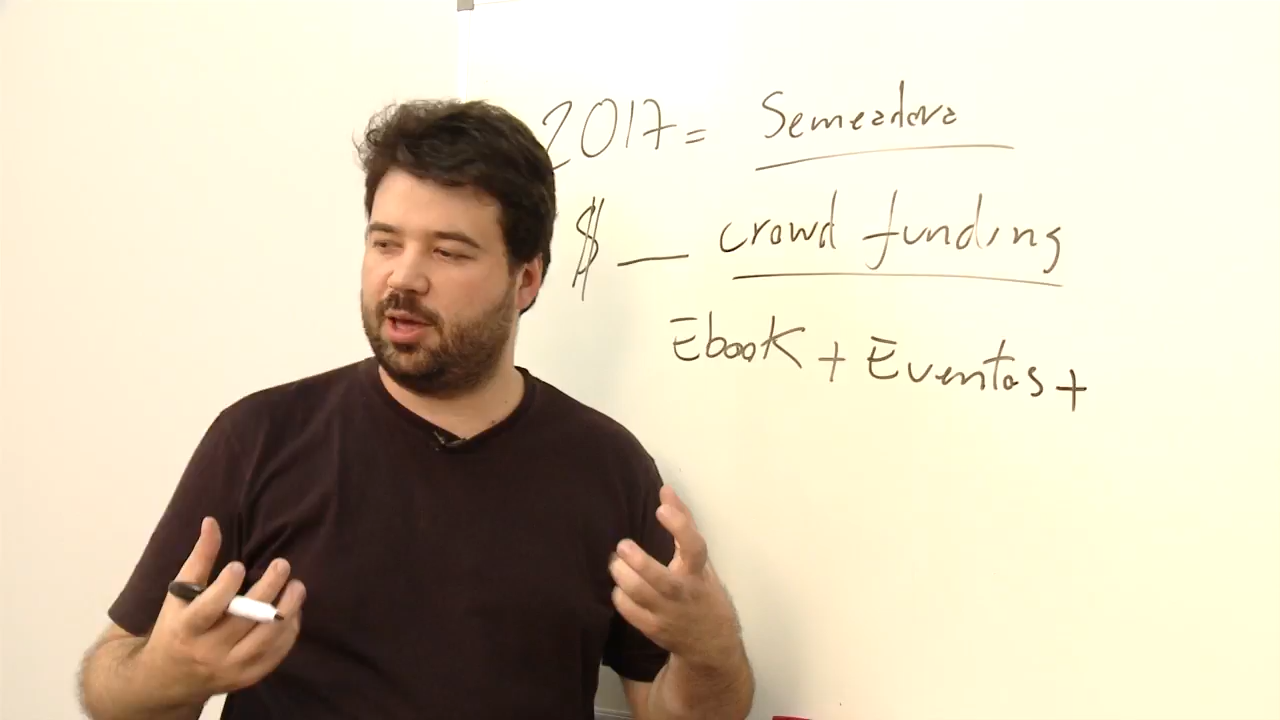 2017 = Semeadora
$ — crowd funding
Ebook + Eventos +